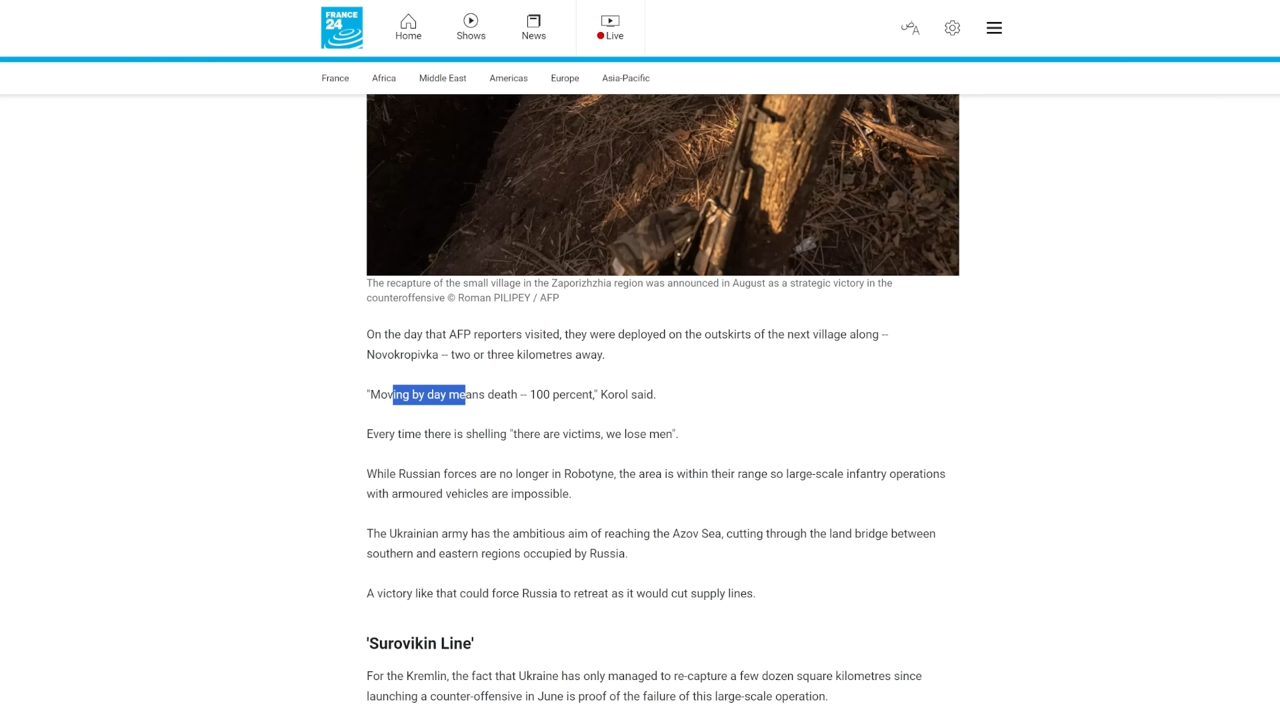 FRANCE
24
Home
Shows
News
Live
France
Africa
Middle East
Americas
Europe
Asia-Pacific
The recapture of the small village in the Zaporizhzhia region was announced in August as a strategic victory in the
counteroffensive © Roman PILIPEY / AFP
On the day that AFP reporters visited, they were deployed on the outskirts of the next village along --
Novokropivka -- two or three kilometres away.
"Moving by day means death -- 100 percent," Korol said.
Every time there is shelling "there are victims, we lose men".
While Russian forces are no longer in Robotyne, the area is within their range so large-scale infantry operations
with armoured vehicles are impossible.
The Ukrainian army has the ambitious aim of reaching the Azov Sea, cutting through the land bridge between
southern and eastern regions occupied by Russia.
A victory like that could force Russia to retreat as it would cut supply lines.
'Surovikin Line'
For the Kremlin, the fact that Ukraine has only managed to re-capture a few dozen square kilometres since
launching a counter-offensive in June is proof of the failure of this large-scale operation.